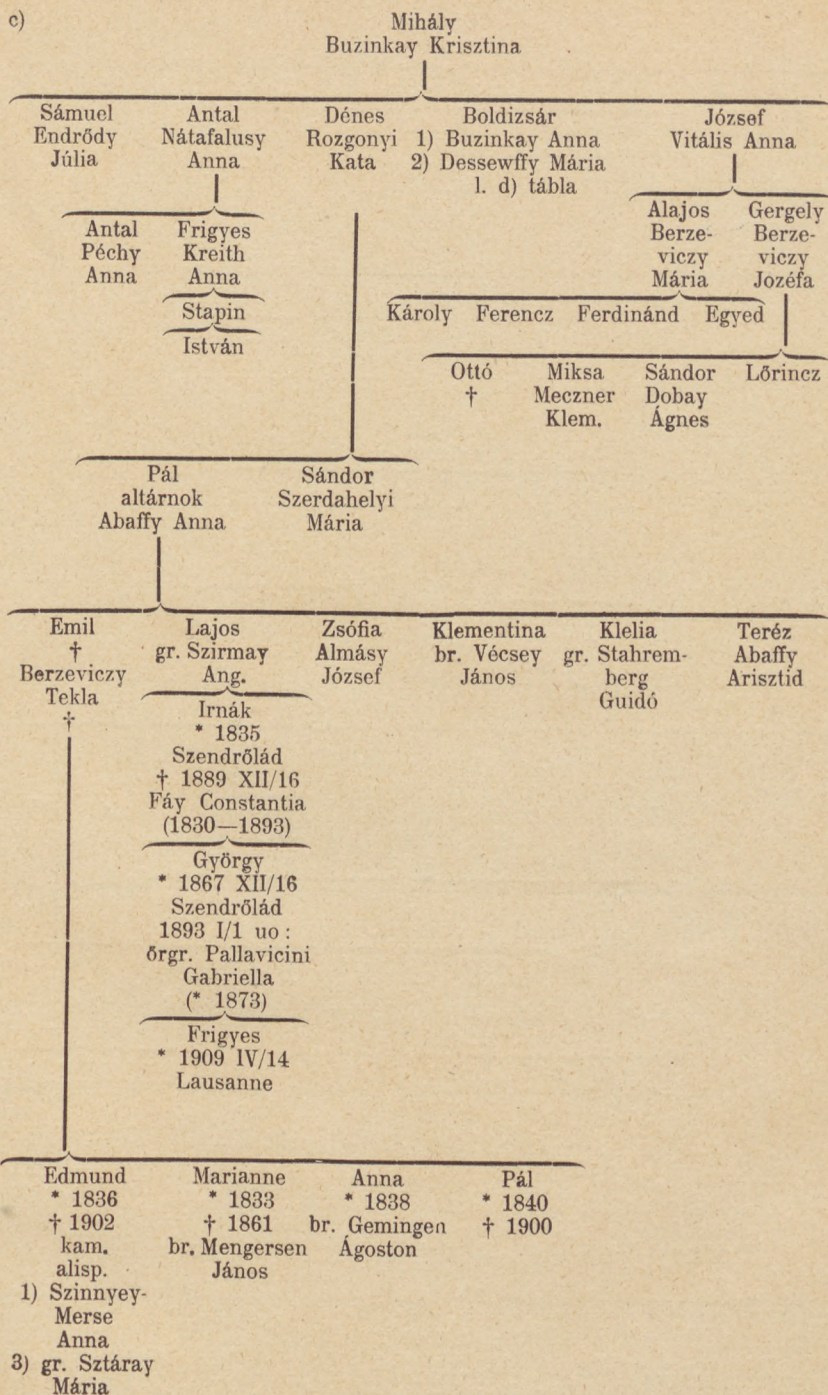 c)
Mihály
Buzinkay Krisztina
Sámuel
Endrődy
Júlia
Antal
Nátafalusy
Anna
Dénes
Rozgonyi
Kata
Boldizsár
1) Buzinkay Anna
2) Dessewffy Mária
l. d) tábla
József
Vitális Anna
Antal
Péchy
Anna
Frigyes
Kreith
Anna
Stapin
István
Alajos
Berze-
viczy
Mária
Gergely
Berze-
viczy
Jozéfa
Károly Ferencz Ferdinánd Egyed
Ottó
†
Miksa
Meczner
Klem.
Sándor
Dobay
Ágnes
Lőrincz
Pál
altárnok
Abaffy Anna
Sándor
Szerdahelyi
Mária
Emil
†
Berzeviczy
Tekla
†
Lajos
gr. Szirmay
Ang.
Zsófia
Almásy
József
Klementina
br. Vécsey
János
Klelia
gr. Stahrem-
berg
Guidó
Teréz
Abaffy
Arisztid
Irnák
* 1835
Szendrőlád
† 1889 XII/16
Fáy Constantia
(1830—1893)
György
* 1867 XII/16
Szendrőlád
1893 I/1 uo :
őrgr. Pallavicini
Gabriella
(* 1873)
Frigyes
* 1909 IV/14
Lausanne
Edmund
* 1836
† 1902
kam.
alisp.
1) Szinnyey-
Merse
Anna
3) gr. Sztáray
Mária
Marianne
* 1833
† 1861
br. Mengersen
János
Anna
* 1838
br. Gemingen
Ágoston
Pál
* 1840
† 1900